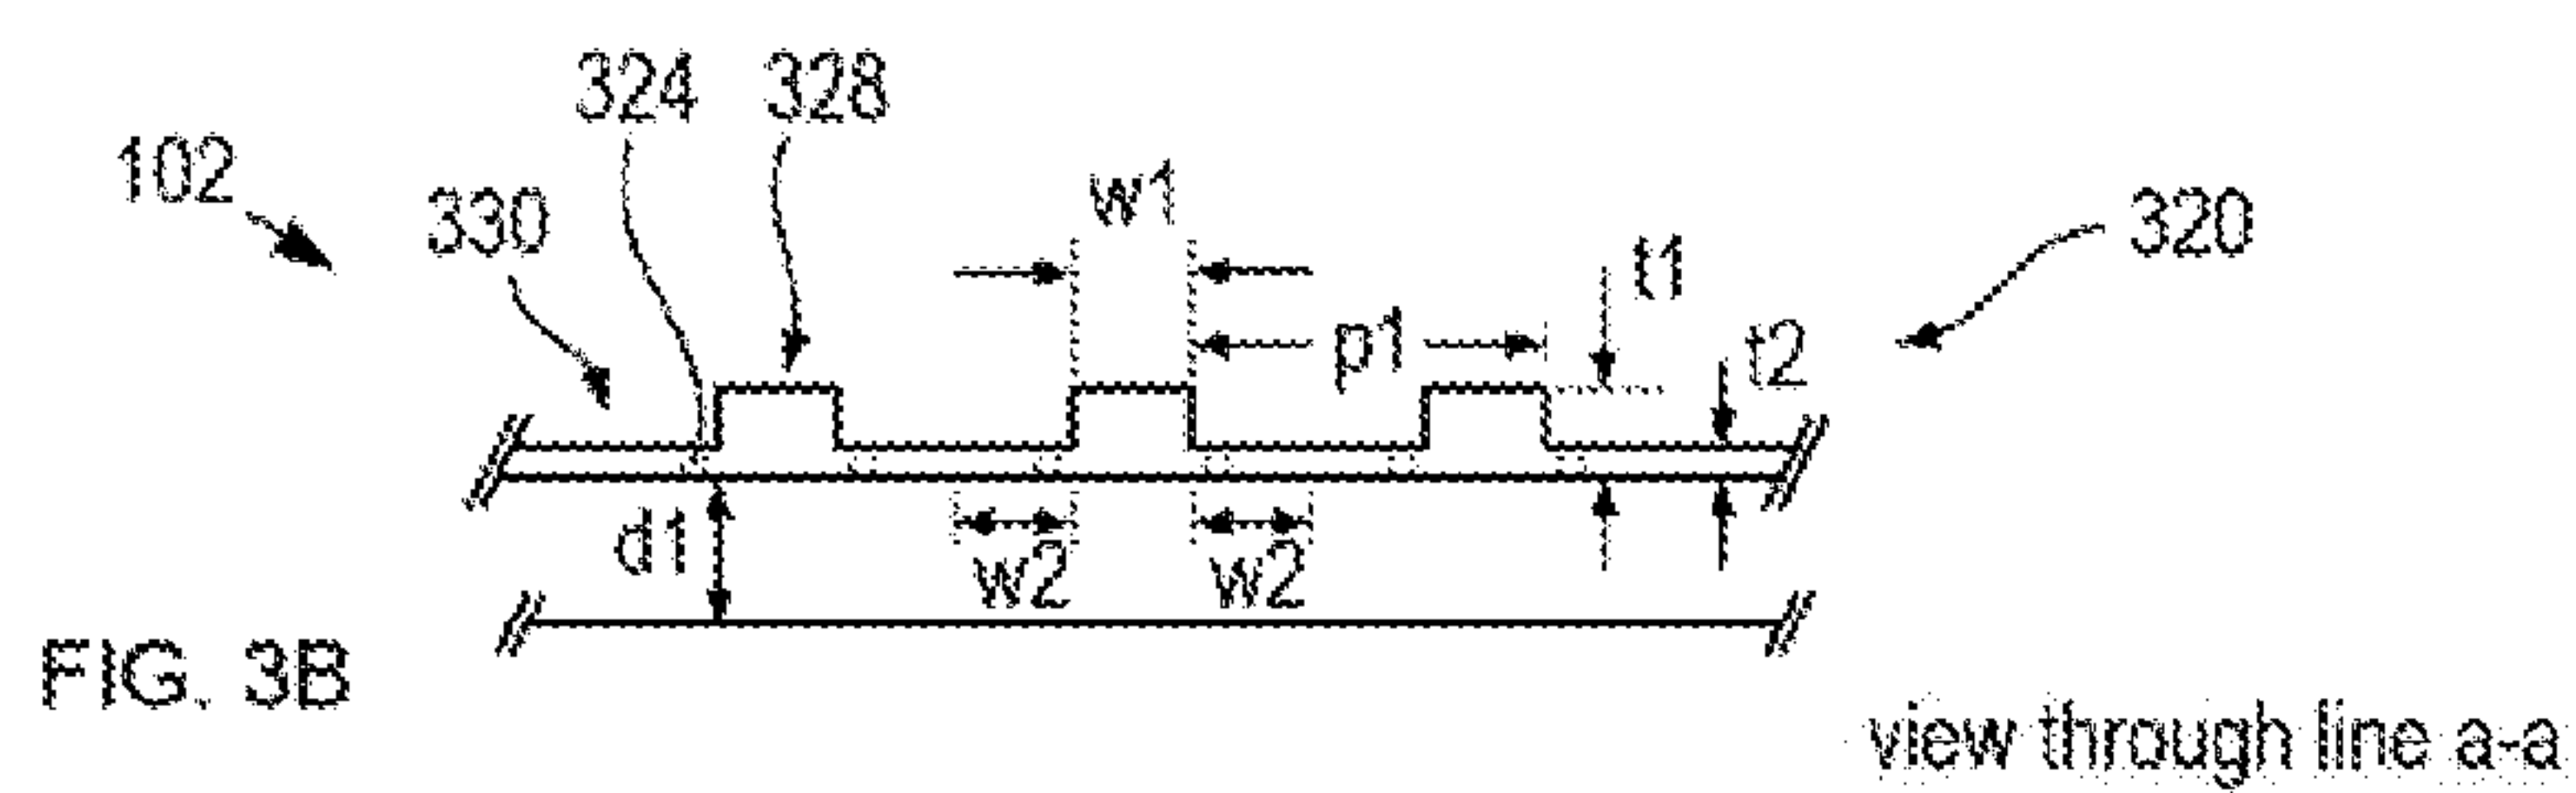 324 328
102
330
w1
320
t1
p1
t2
d1
w2 w2
FIG. 3B
view through line a-a